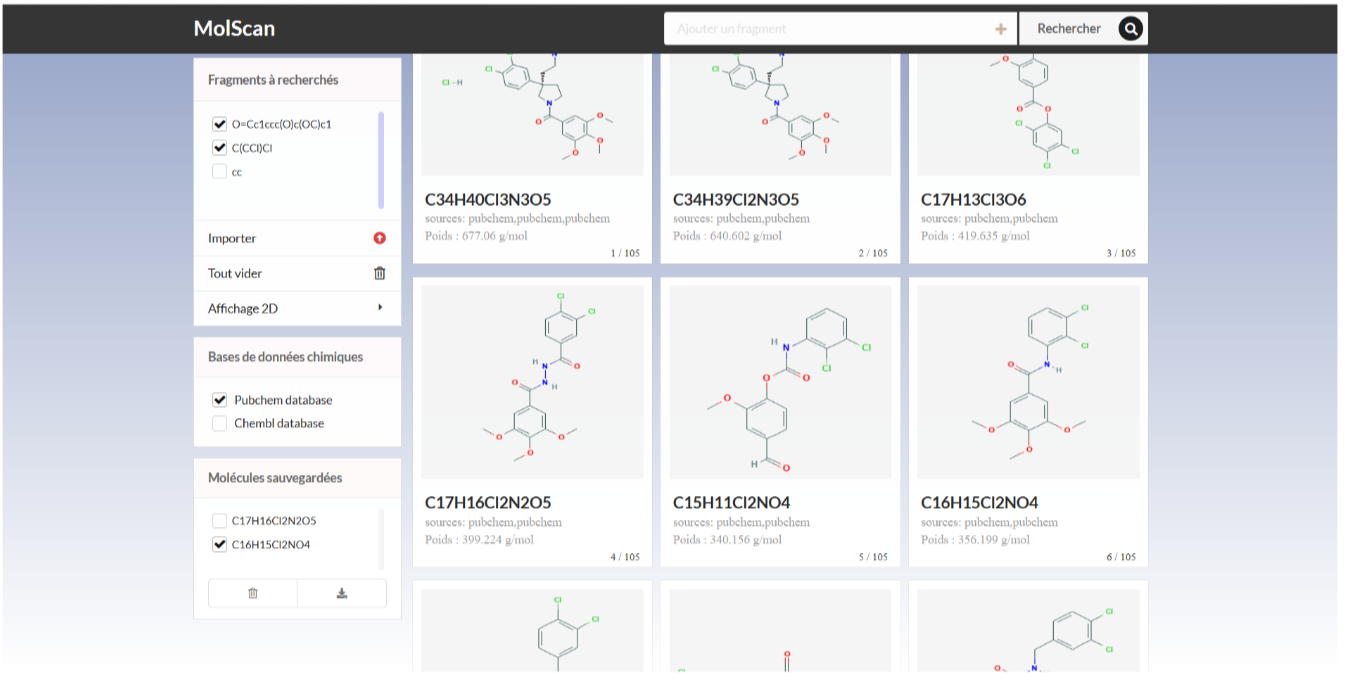 MolScan
Ajouter un fragment
Rechercher
Fragments à recherchés
O=Cc1ccc(O)c(OC)c1
C(CCl)Cl
cc
Importer
Tout vider
Affichage 2D
Bases de données chimiques
Pubchem database
Chembl database
Molécules sauvegardées
C17H16Cl2N2O5
C16H15Cl2NO4
Cl
Cl
H
N
O
O
O
O
C34H40Cl3N3O5
sources: pubchem,pubchem,pubchem
Poids : 677.06 g/mol
1 / 105
Cl
N
O
O
O
O
C34H39Cl2N3O5
sources: pubchem,pubchem
Poids : 640.602 g/mol
2 / 105
O
O
O
Cl
Cl
Cl
C17H13Cl3O6
sources: pubchem,pubchem
Poids : 419.635 g/mol
3 / 105
Cl
Cl
H
N
O
O
N
H
O
O
O
C17H16Cl2N2O5
sources: pubchem,pubchem
Poids : 399.224 g/mol
4 / 105
H
N
Cl
Cl
O
O
O
H
O
C15H11Cl2NO4
sources: pubchem,pubchem
Poids : 340.156 g/mol
5 / 105
Cl
Cl
O
N
H
O
O
O
C16H15Cl2NO4
sources: pubchem,pubchem
Poids : 356.199 g/mol
6 / 105
Cl
Cl
O
Cl
Cl
O
N